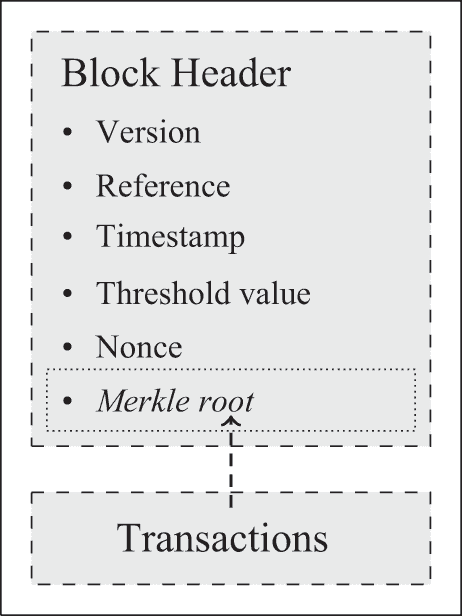 Block Header
• Version
• Reference
• Timestamp
• Threshold value
• Nonce
• Merkle root
Transactions